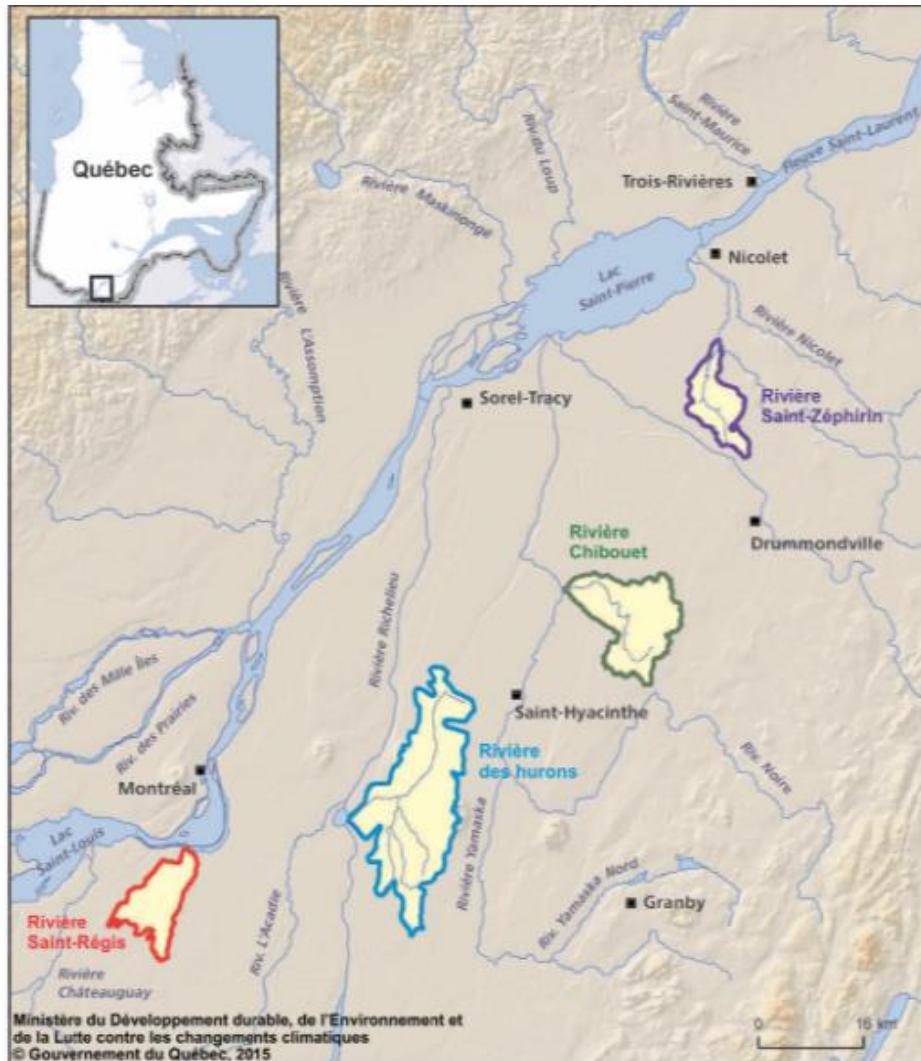 Québec
Rivière
Saint-Maurice
Fleuve Saint-Laurent
Riv. du Loup
Trois-Rivières
Rivière Maskinongé
Nicolet
Lac
Saint-Pierre
Rivière
L'Assomption
Rivière Nicolet
Sorel-Tracy
Rivière
Saint-Zéphirin
Drummondville
Rivière
Chibouet
Rivière Richelieu
Riv. des Mille Îles
Riv. des Prairies
Saint-Hyacinthe
Rivière
des hurons
Riv. Noire
Montréal
Lac
Saint-Louis
Rivière Yamaska
Riv. Yamaska Nord
Granby
Rivière
Saint-Régis
Riv. L'Acadie
Rivière
Châteauguay
Ministère du Développement durable, de l'Environnement et
de la Lutte contre les changements climatiques
© Gouvernement du Québec, 2015
0 16 km